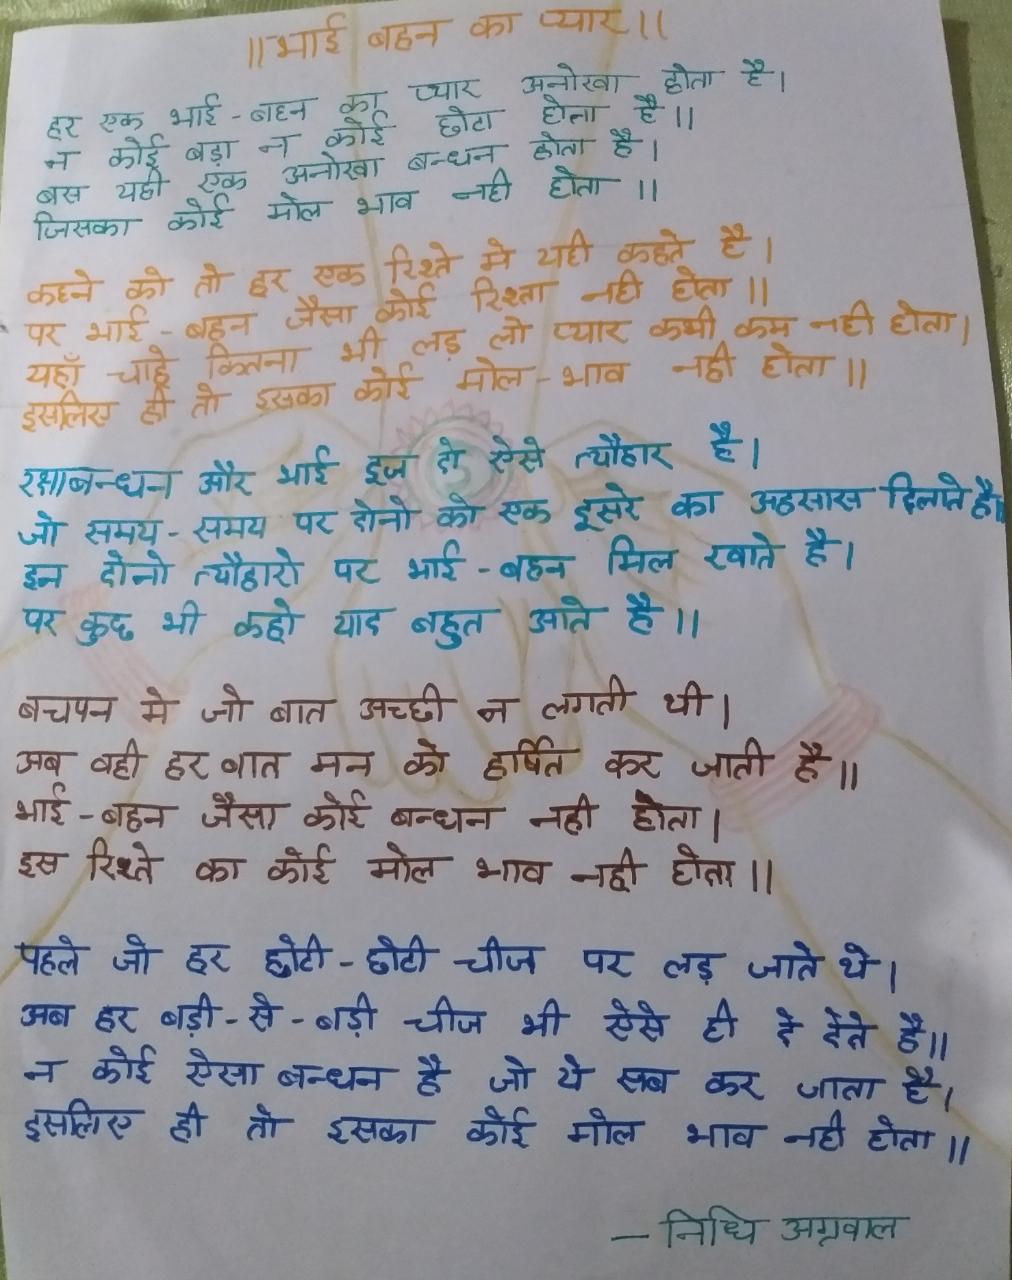 ॥ भाई बहन का प्यार ॥
हर एक भाई - बहन का प्यार अनोखा होता है।
न कोई बड़ा न कोई छोटा होता है॥
बस यही एक अनोखा बन्धन होता है।
जिसका कोई मोल भाव नही होता॥
कहने को तो हर एक रिश्ते मे यही कहते है।
पर भाई - बहन जैसा कोई रिश्ता नही होता॥
यहाँ चाहे कितना भी लड़ लो प्यार कभी कम नही होता।
इसलिए ही तो इसका कोई मोल - भाव नही होता॥
रक्षाबन्धन और भाई दूज दो ऐसे त्यौहार है।
जो समय - समय पर दोनो को एक दूसरे का अहसास दिलाते है॥
इन दोनो त्यौहारो पर भाई - बहन मिल खाते है।
पर कुछ भी कहो याद बहुत आते है॥
बचपन मे जो बात अच्छी न लगती थी।
अब वही हर बात मन को हर्षित कर जाती है॥
भाई - बहन जैसा कोई बन्धन नही होता।
इस रिश्ते का कोई मोल भाव नही होता॥
पहले जो हर छोटी - छोटी चीज पर लड़ जाते थे।
अब हर बड़ी - से - बड़ी चीज भी ऐसे ही दे देते है॥
न कोई ऐसा बन्धन है जो ये सब कर जाता है।
इसलिए ही तो इसका कोई मोल भाव नही होता॥
— निधि अग्रवाल